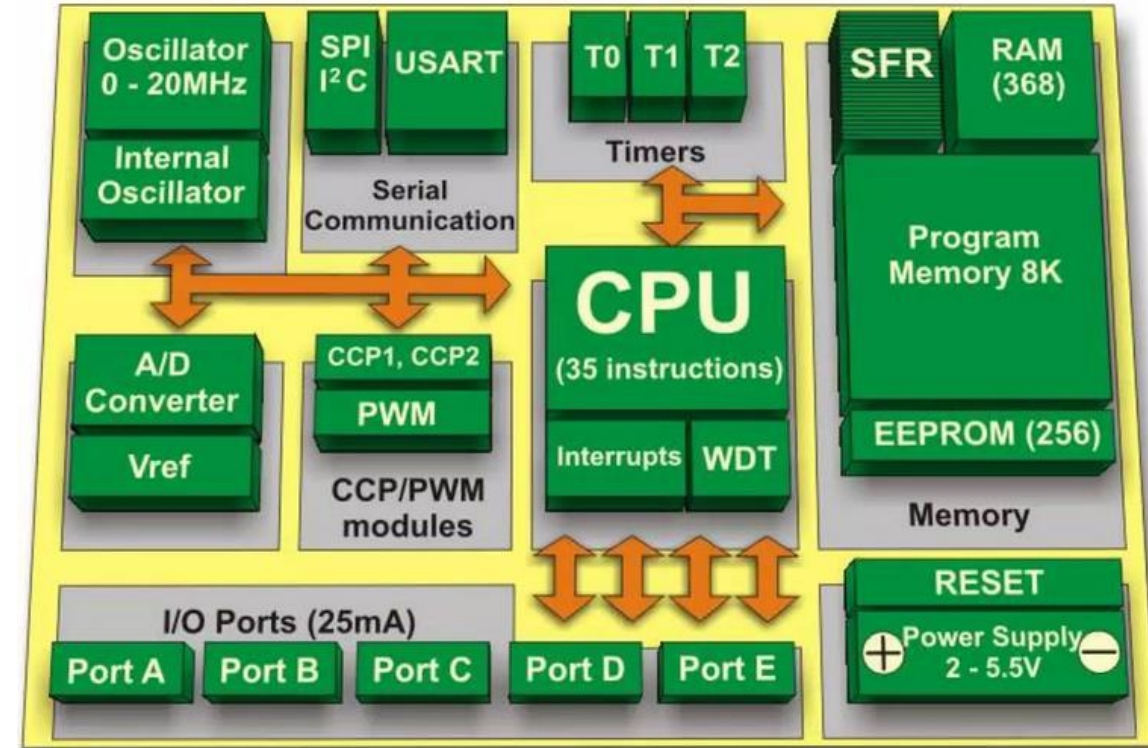 Oscillator
0 - 20MHz
Internal
Oscillator
SPI
I²C
USART
Serial
Communication
T0 T1 T2
Timers
SFR
RAM
(368)
Program
Memory 8K
EEPROM (256)
Memory
A/D
Converter
Vref
CCP1, CCP2
PWM
CCP/PWM
modules
CPU
(35 instructions)
Interrupts
WDT
I/O Ports (25mA)
Port A
Port B
Port C
Port D
Port E
RESET
+ Power Supply −
2 - 5.5V